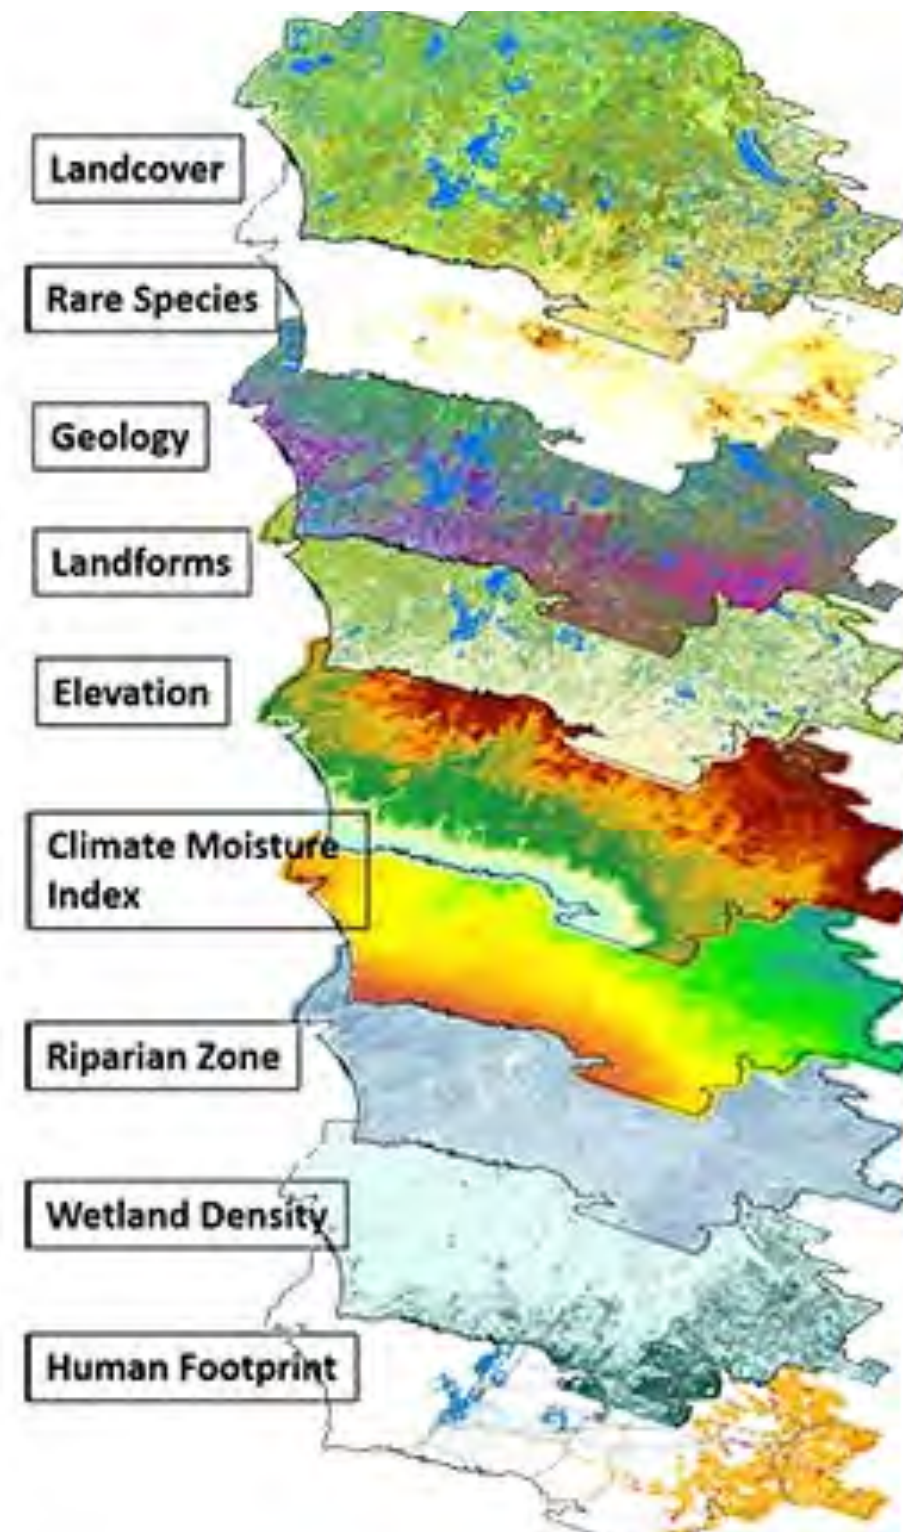 Landcover
Rare Species
Geology
Landforms
Elevation
Climate Moisture
Index
Riparian Zone
Wetland Density
Human Footprint